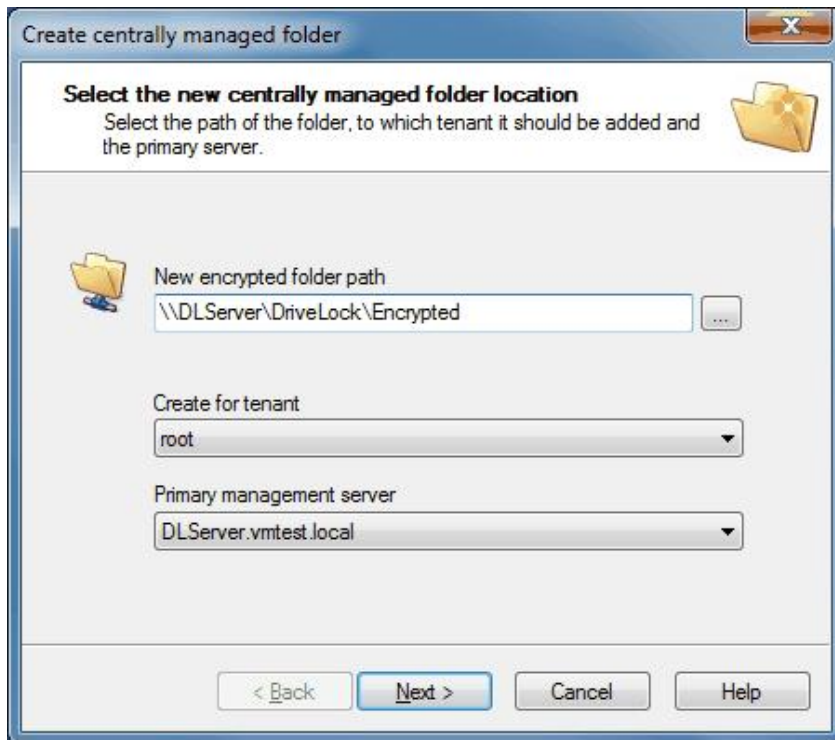 Create centrally managed folder
Select the new centrally managed folder location
Select the path of the folder, to which tenant it should be added and
the primary server.
New encrypted folder path
\\DLServer\DriveLock\Encrypted
...
Create for tenant
root
Primary management server
DLServer.vmtest.local
< Back
Next >
Cancel
Help